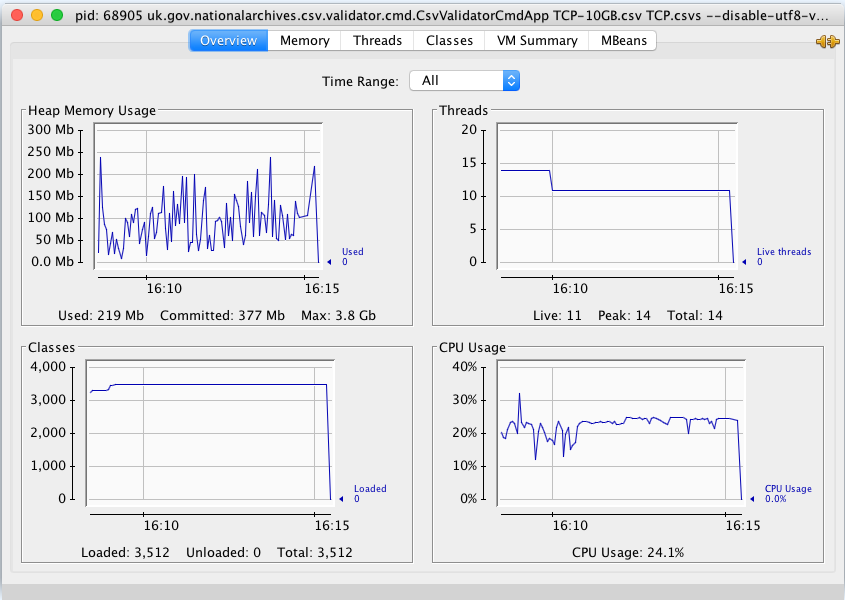 pid: 68905 uk.gov.nationalarchives.csv.validator.cmd.CsvValidatorCmdApp TCP-10GB.csv TCP.csvs --disable-utf8-v...
Overview Memory Threads Classes VM Summary MBeans
Time Range: All
Heap Memory Usage
300 Mb
250 Mb
200 Mb
150 Mb
100 Mb
50 Mb
0.0 Mb
Used
0
16:10 16:15
Used: 219 Mb Committed: 377 Mb Max: 3.8 Gb
Threads
20
15
10
5
0
Live threads
0
16:10 16:15
Live: 11 Peak: 14 Total: 14
Classes
4,000
3,000
2,000
1,000
0
Loaded
0
16:10 16:15
Loaded: 3,512 Unloaded: 0 Total: 3,512
CPU Usage
40%
30%
20%
10%
0%
CPU Usage
0.0%
16:10 16:15
CPU Usage: 24.1%